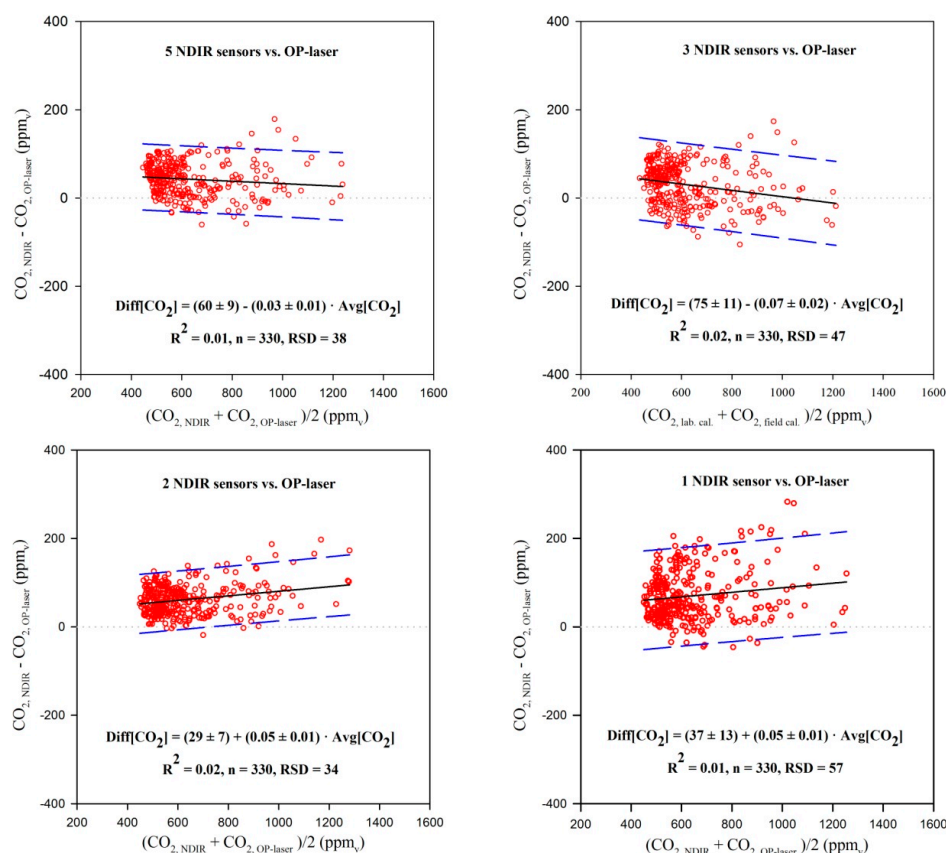 5 NDIR sensors vs. OP-laser
400
200
0
-200
-400
CO2, NDIR - CO2, OP-laser (ppmv)
Diff[CO2] = (60 ± 9) - (0.03 ± 0.01) · Avg[CO2]
R2 = 0.01, n = 330, RSD = 38
200 400 600 800 1000 1200 1400 1600
(CO2, NDIR + CO2, OP-laser )/2 (ppmv)
3 NDIR sensors vs. OP-laser
400
200
0
-200
-400
CO2, NDIR - CO2, OP-laser (ppmv)
Diff[CO2] = (75 ± 11) - (0.07 ± 0.02) · Avg[CO2]
R2 = 0.02, n = 330, RSD = 47
200 400 600 800 1000 1200 1400 1600
(CO2, lab. cal. + CO2, field cal. )/2 (ppmv)
2 NDIR sensors vs. OP-laser
400
200
0
-200
-400
CO2, NDIR - CO2, OP-laser (ppmv)
Diff[CO2] = (29 ± 7) + (0.05 ± 0.01) · Avg[CO2]
R2 = 0.02, n = 330, RSD = 34
200 400 600 800 1000 1200 1400 1600
(CO2, NDIR + CO2, OP-laser )/2 (ppmv)
1 NDIR sensor vs. OP-laser
400
200
0
-200
-400
CO2, NDIR - CO2, OP-laser (ppmv)
Diff[CO2] = (37 ± 13) + (0.05 ± 0.01) · Avg[CO2]
R2 = 0.01, n = 330, RSD = 57
200 400 600 800 1000 1200 1400 1600
(CO2, NDIR + CO2, OP-laser )/2 (ppmv)